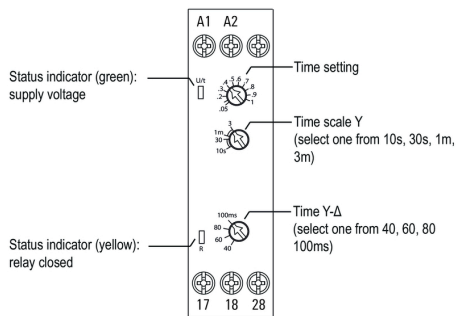 A1 A2
Status indicator (green):
supply voltage
U/t
.05
.2
.3
.4
.5
.6
.7
.8
.9
1
Time setting
3
1m
30
10s
Time scale Y
(select one from 10s, 30s, 1m,
3m)
100ms
80
60
40
Time Y-Δ
(select one from 40, 60, 80
100ms)
Status indicator (yellow):
relay closed
R
17 18 28